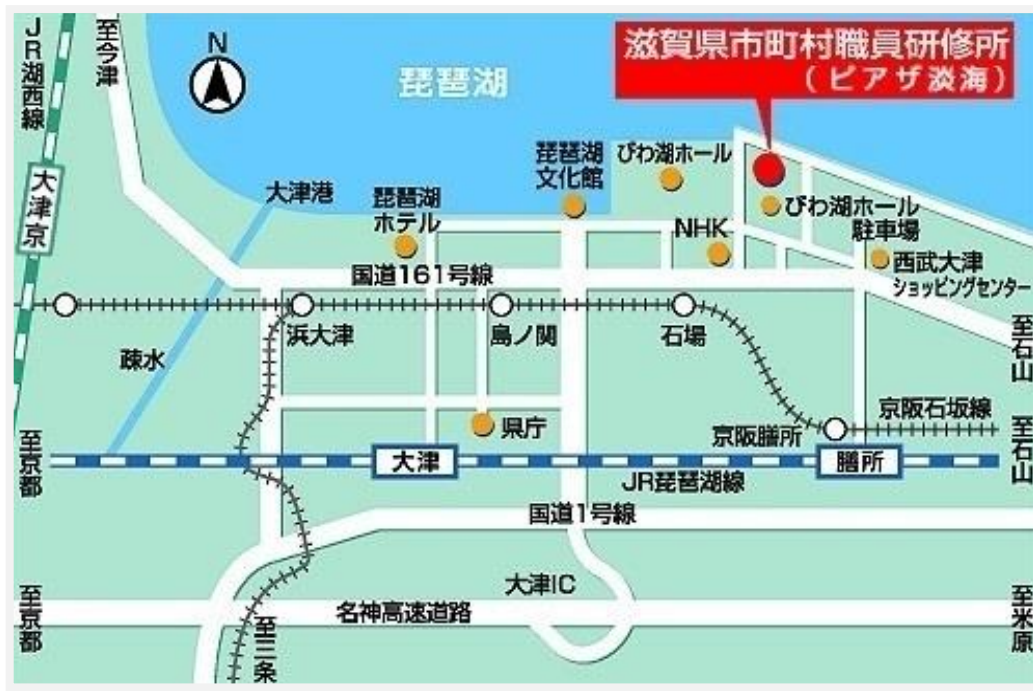 JR湖西線
至今津
N
琵琶湖
滋賀県市町村職員研修所
(ピアザ淡海)
大津京
大津港
琵琶湖
ホテル
琵琶湖
文化館
びわ湖ホール
NHK
びわ湖ホール
駐車場
西武大津
ショッピングセンター
国道161号線
浜大津
島ノ関
石場
至石山
疏水
県庁
京阪膳所
京阪石坂線
至京都
大津
膳所
至石山
JR琵琶湖線
国道1号線
大津IC
至京都
名神高速道路
至三条
至米原